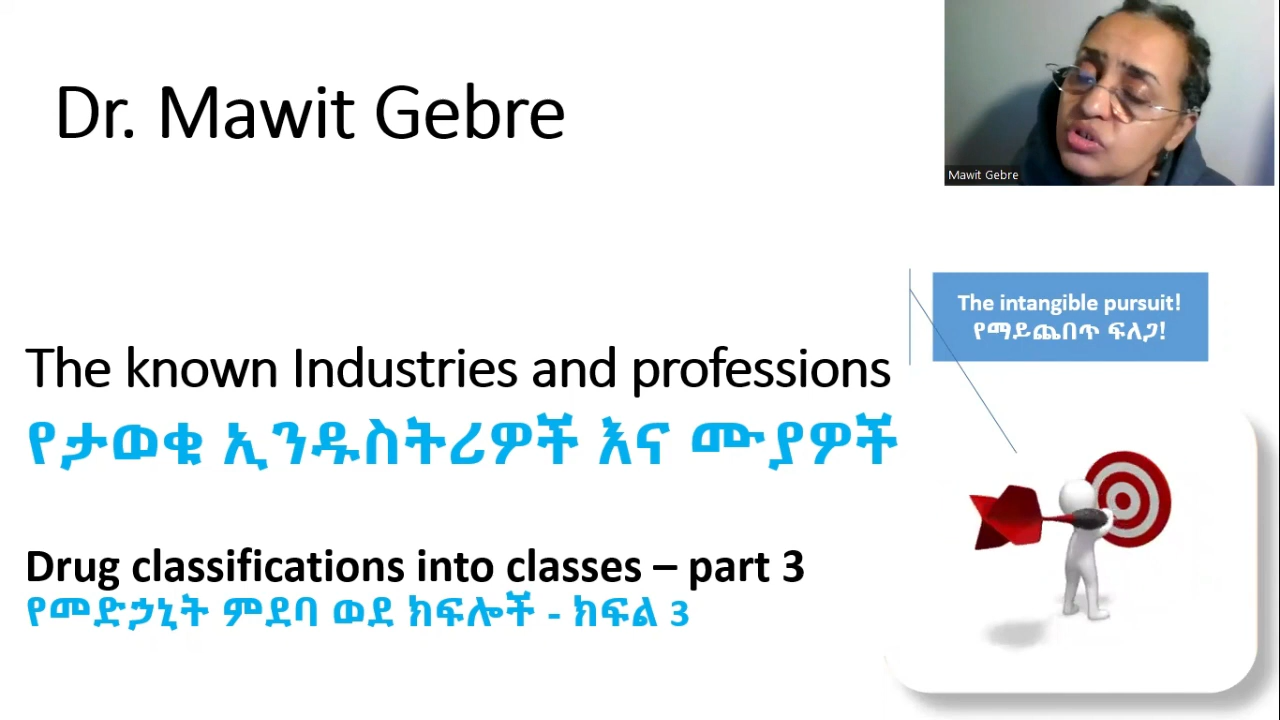 Dr. Mawit Gebre
Mawit Gebre
The intangible pursuit!
የማይጨበጥ ፍለጋ!
The known Industries and professions
የታወቁ ኢንዱስትሪዎች እና ሙያዎች
Drug classifications into classes – part 3
የመድኃኒት ምደባ ወደ ክፍሎች - ክፍል 3